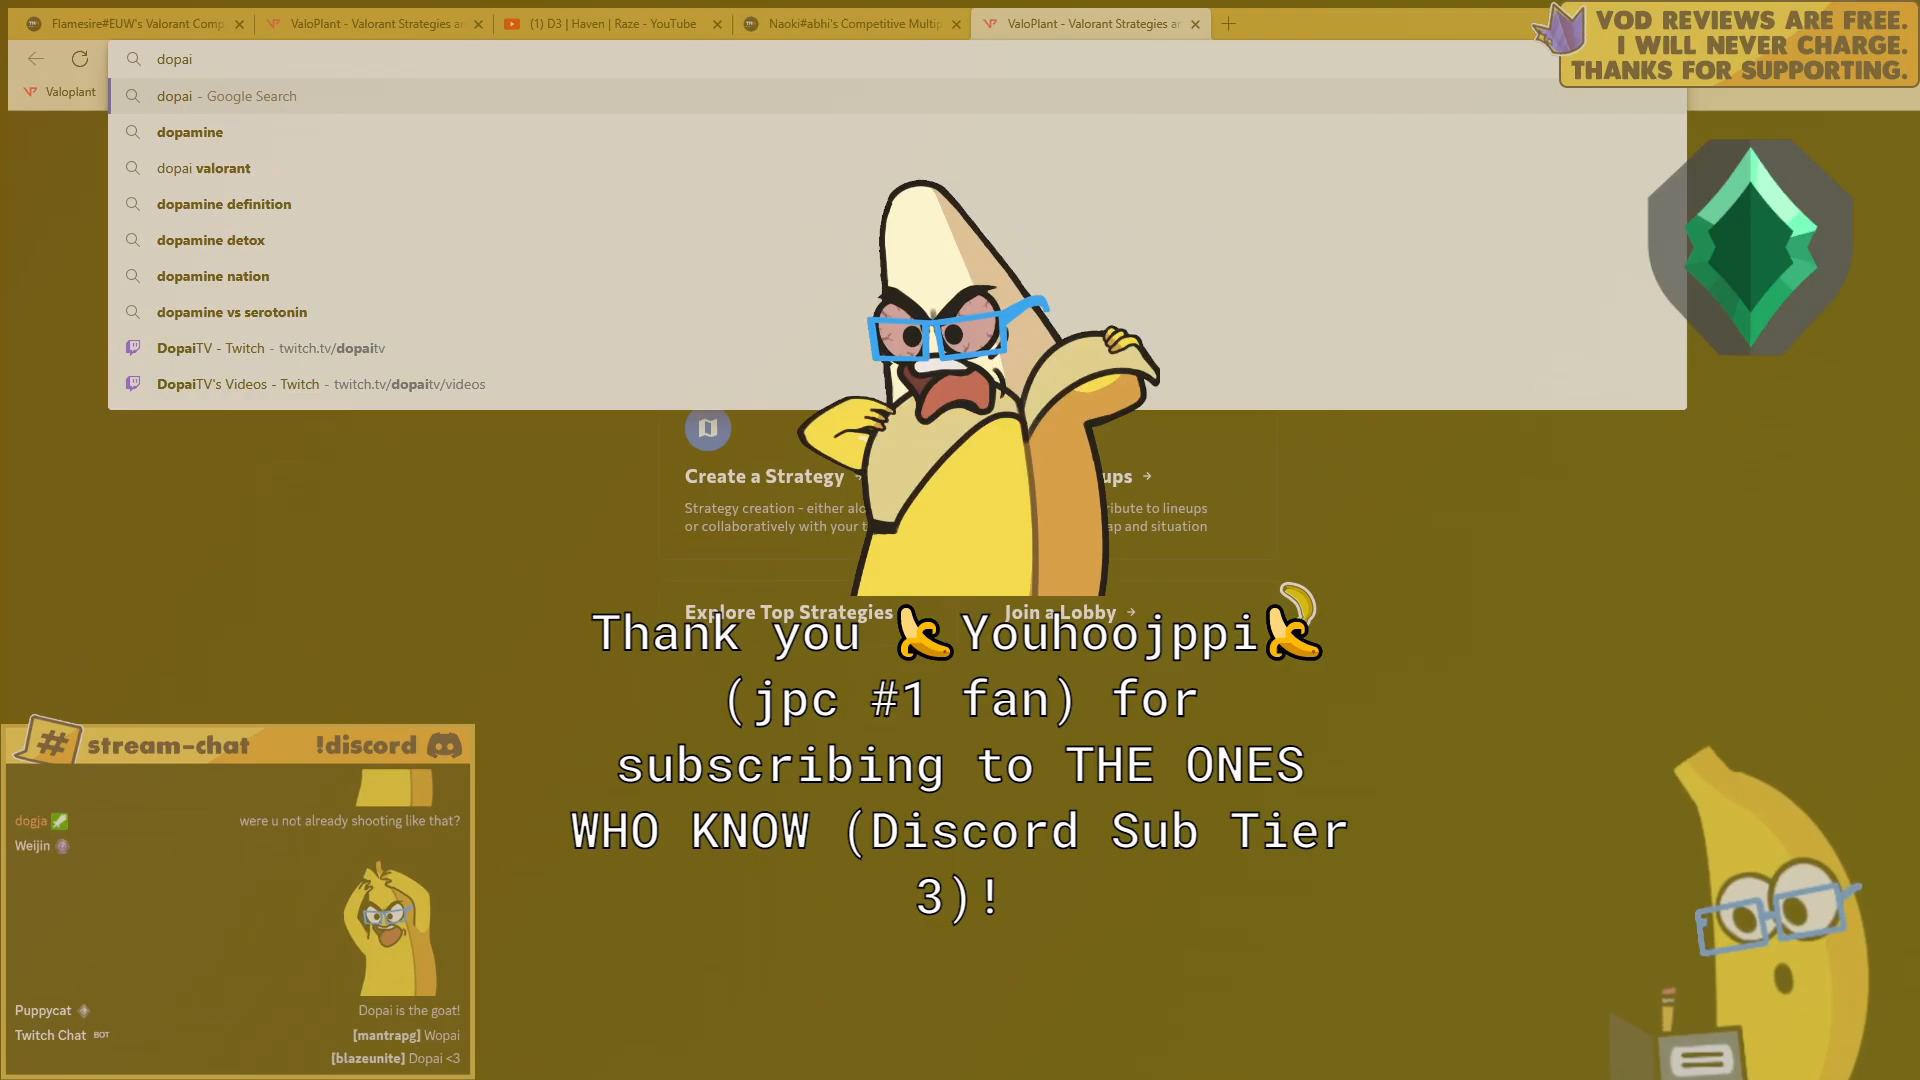 Flamesire#EUW's Valorant Comp
ValoPlant - Valorant Strategies a
(1) D3 | Haven | Raze - YouTube
Naoki#abhi's Competitive Multip
ValoPlant - Valorant Strategies ar
VOD REVIEWS ARE FREE.
I WILL NEVER CHARGE.
THANKS FOR SUPPORTING.
dopai
Valoplant
dopai - Google Search
dopamine
dopai valorant
dopamine definition
dopamine detox
dopamine nation
dopamine vs serotonin
DopaiTV - Twitch - twitch.tv/dopaitv
DopaiTV's Videos - Twitch - twitch.tv/dopaitv/videos
Create a Strategy
Strategy creation - either alo
or collaboratively with your t
ups →
ribute to lineups
ap and situation
Explore Top Strategies
Join a Lobby →
Thank you 🍌Youhoojppi🍌
(jpc #1 fan) for
subscribing to THE ONES
WHO KNOW (Discord Sub Tier
3)!
# stream-chat !discord
dogja were u not already shooting like that?
Weijin
Puppycat Dopai is the goat!
Twitch Chat BOT [mantrapg] Wopai
[blazeunite] Dopai <3